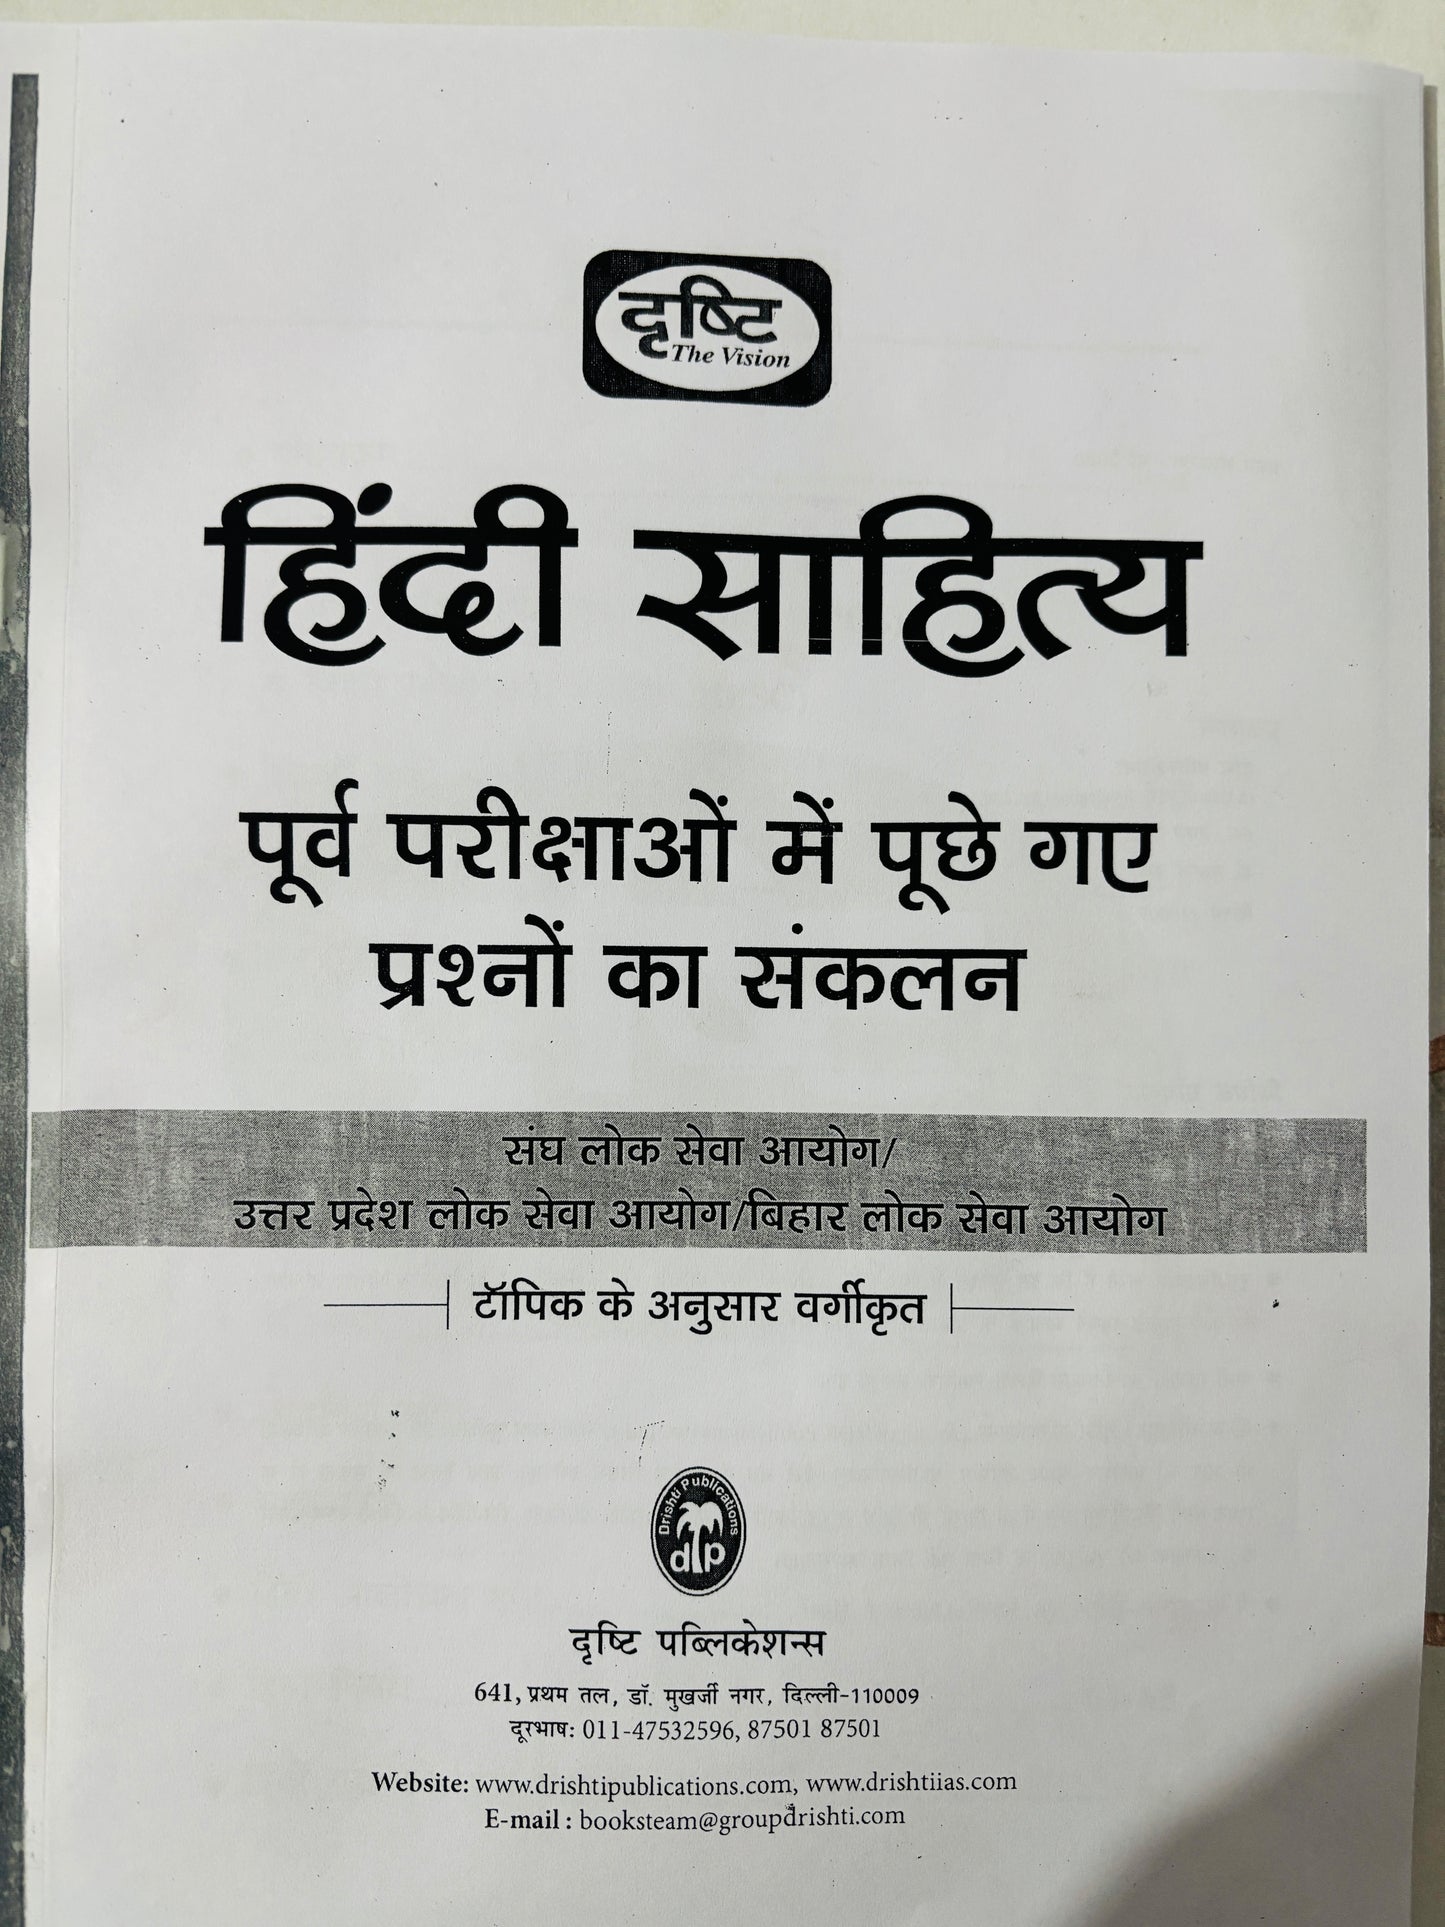 दृष्टि
The Vision
हिंदी साहित्य
पूर्व परीक्षाओं में पूछे गए
प्रश्नों का संकलन
संघ लोक सेवा आयोग/
उत्तर प्रदेश लोक सेवा आयोग/बिहार लोक सेवा आयोग
टॉपिक के अनुसार वर्गीकृत
Drishti Publications
dp
दृष्टि पब्लिकेशन्स
641, प्रथम तल, डॉ. मुखर्जी नगर, दिल्ली-110009
दूरभाष: 011-47532596, 87501 87501
Website: www.drishtipublications.com, www.drishtiias.com
E-mail : booksteam@groupdrishti.com